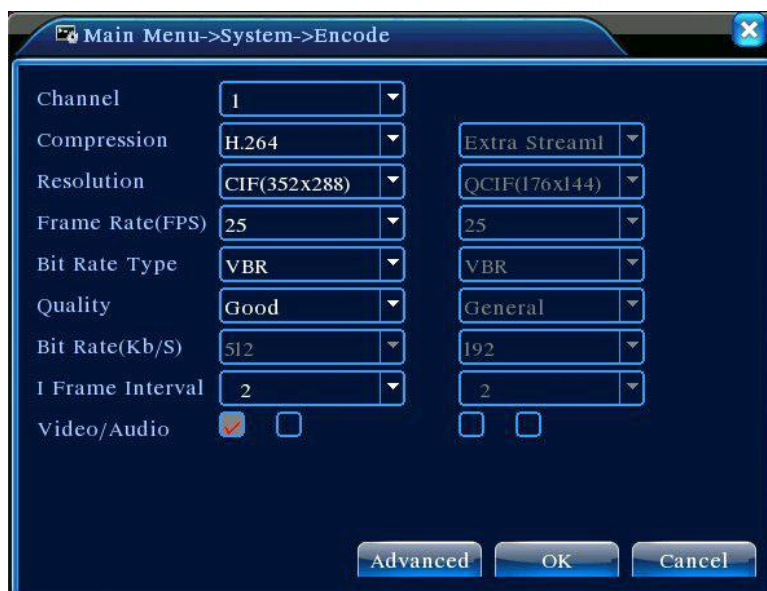 Main Menu->System->Encode
Channel 1
Compression H.264 Extra Stream1
Resolution CIF(352x288) QCIF(176x144)
Frame Rate(FPS) 25 25
Bit Rate Type VBR VBR
Quality Good General
Bit Rate(Kb/S) 512 192
I Frame Interval 2 2
Video/Audio
Advanced OK Cancel